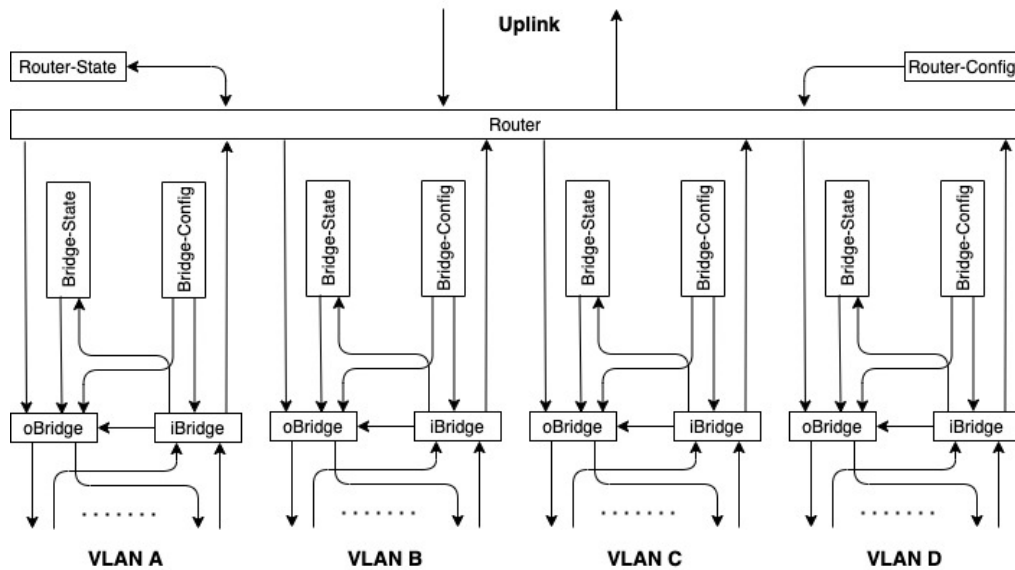 Uplink
Router-State
Router-Config
Router
Bridge-State
Bridge-Config
Bridge-State
Bridge-Config
Bridge-State
Bridge-Config
Bridge-State
Bridge-Config
oBridge
iBridge
oBridge
iBridge
oBridge
iBridge
oBridge
iBridge
VLAN A
VLAN B
VLAN C
VLAN D